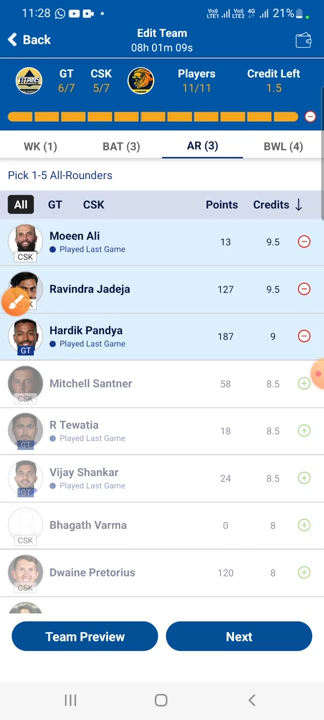 11:28 21%
Edit Team
Back
08h 01m 09s
GT CSK Players Credit Left
6/7 5/7 11/11 1.5
WK (1) BAT (3) AR (3) BWL (4)
Pick 1-5 All-Rounders
All GT CSK Points Credits ↓
Moeen Ali
Played Last Game
CSK
13 9.5
Ravindra Jadeja
127 9.5
Hardik Pandya
Played Last Game
GT
187 9
Mitchell Santner
CSK
58 8.5
R Tewatia
Played Last Game
GT
18 8.5
Vijay Shankar
Played Last Game
GT
24 8.5
Bhagath Varma
CSK
0 8
Dwaine Pretorius
CSK
120 8
Team Preview Next